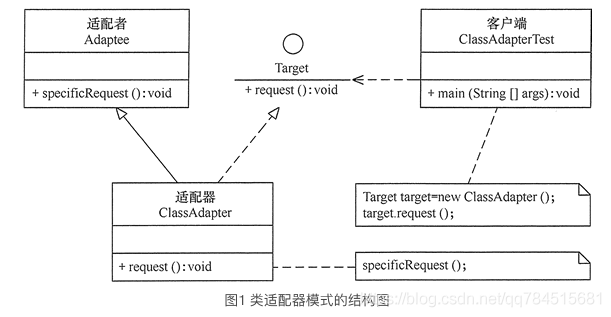 适配者
Adaptee
+ specificRequest ():void
Target
+ request ():void
客户端
ClassAdapterTest
+ main (String [] args):void
适配器
ClassAdapter
+ request ():void
Target target=new ClassAdapter ();
target.request ();
specificRequest ();
图1 类适配器模式的结构图
https://blog.csdn.net/qq784515681